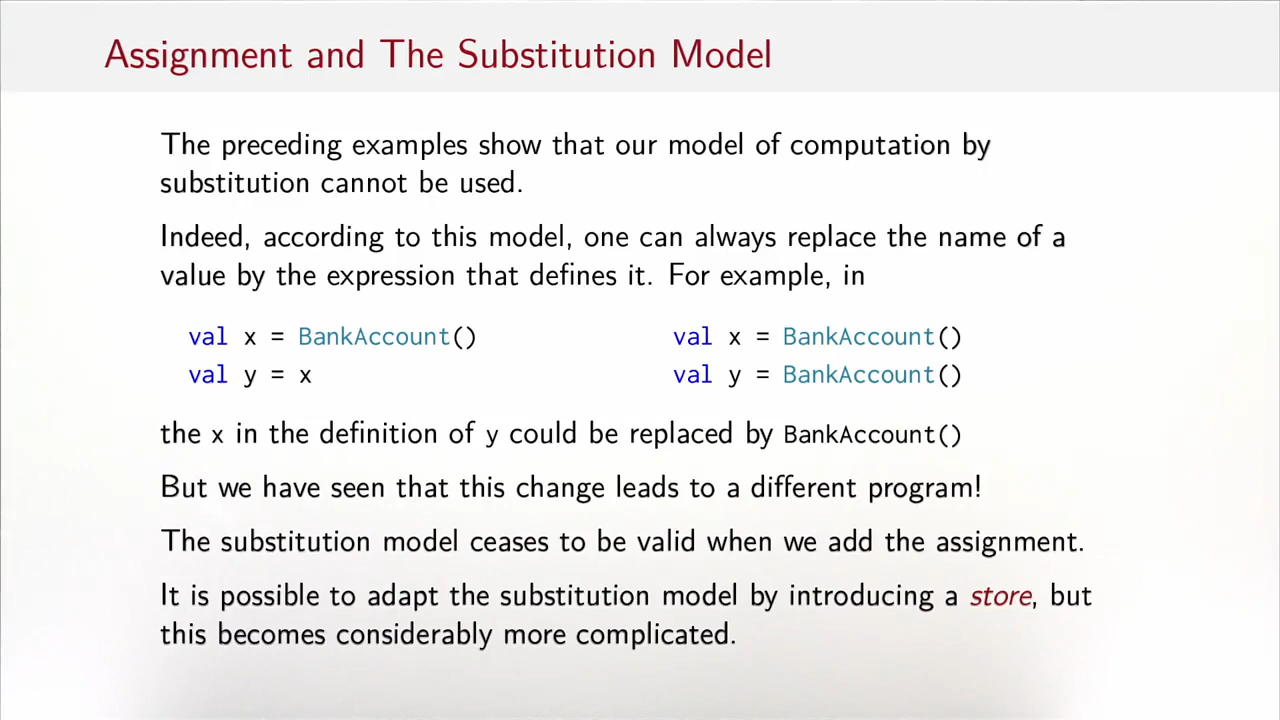 Assignment and The Substitution Model
The preceding examples show that our model of computation by
substitution cannot be used.
Indeed, according to this model, one can always replace the name of a
value by the expression that defines it. For example, in
val x = BankAccount() val x = BankAccount()
val y = x val y = BankAccount()
the x in the definition of y could be replaced by BankAccount()
But we have seen that this change leads to a different program!
The substitution model ceases to be valid when we add the assignment.
It is possible to adapt the substitution model by introducing a store, but
this becomes considerably more complicated.